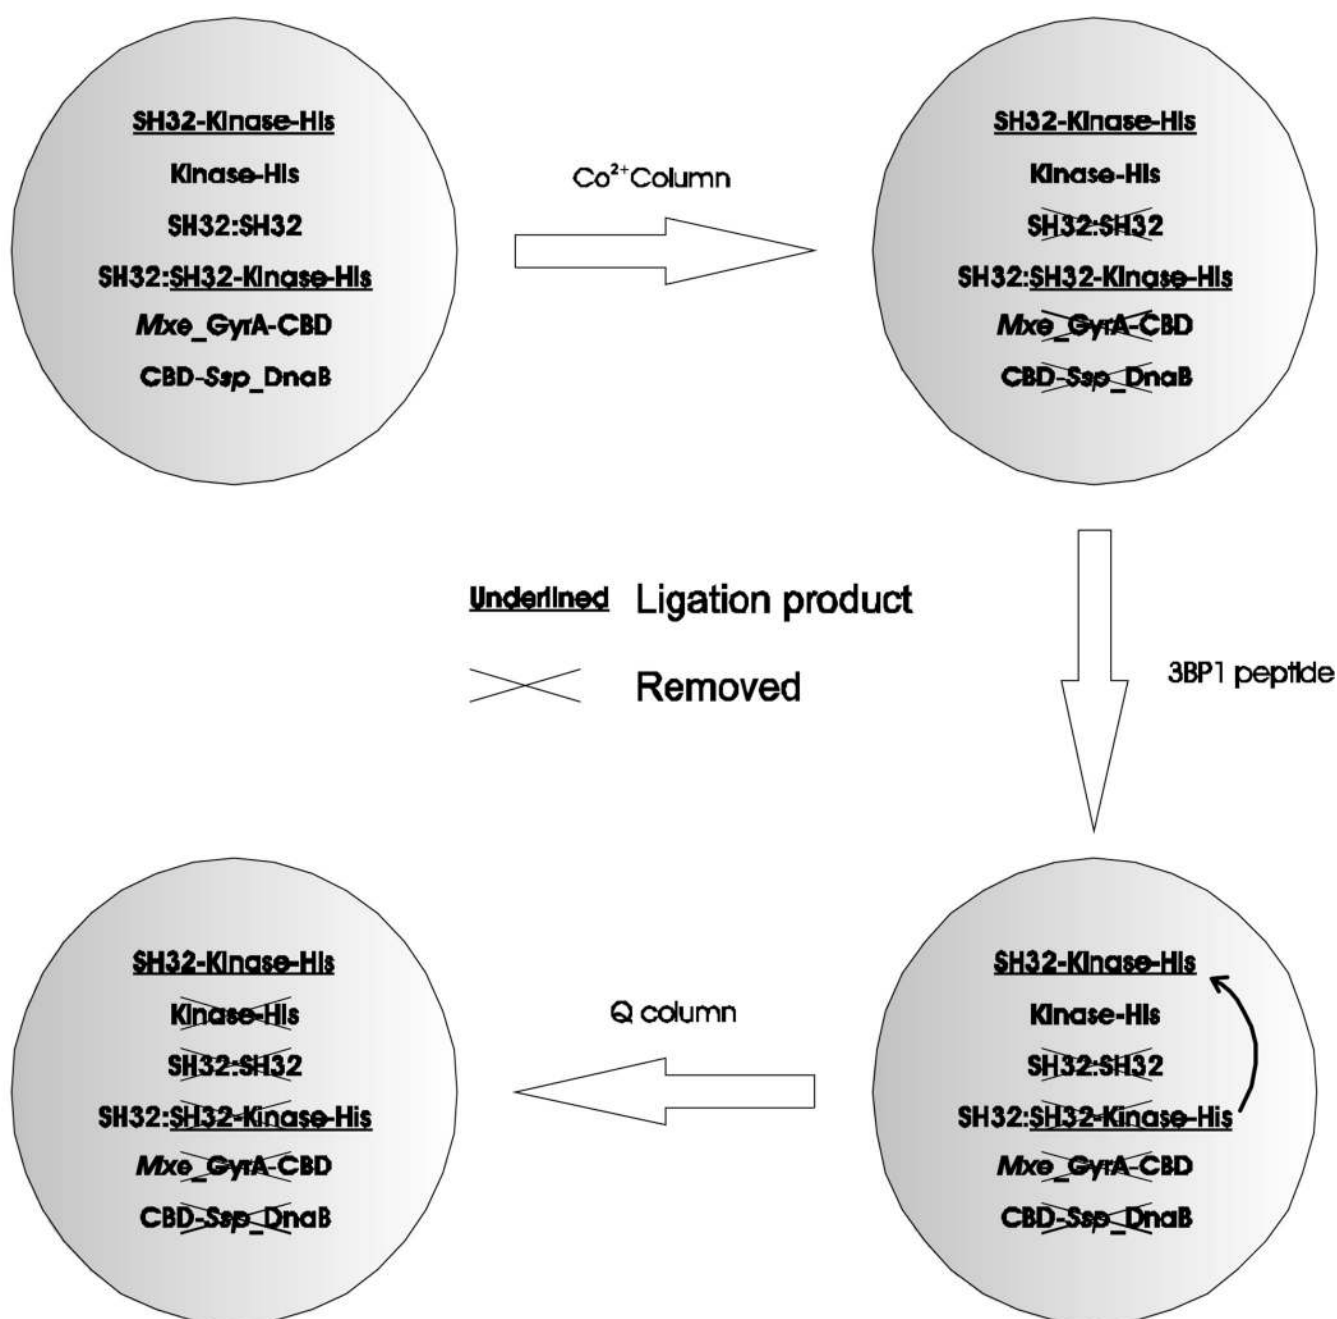 SH32-Kinase-His
Kinase-His
SH32:SH32
SH32:SH32-Kinase-His
Mxe_GyrA-CBD
CBD-Ssp_DnaB
Co²⁺Column
SH32-Kinase-His
Kinase-His
SH32:SH32
SH32:SH32-Kinase-His
Mxe_GyrA-CBD
CBD-Ssp_DnaB
Underlined Ligation product
Removed
3BP1 peptide
SH32-Kinase-His
Kinase-His
SH32:SH32
SH32:SH32-Kinase-His
Mxe_GyrA-CBD
CBD-Ssp_DnaB
Q column
SH32-Kinase-His
Kinase-His
SH32:SH32
SH32:SH32-Kinase-His
Mxe_GyrA-CBD
CBD-Ssp_DnaB